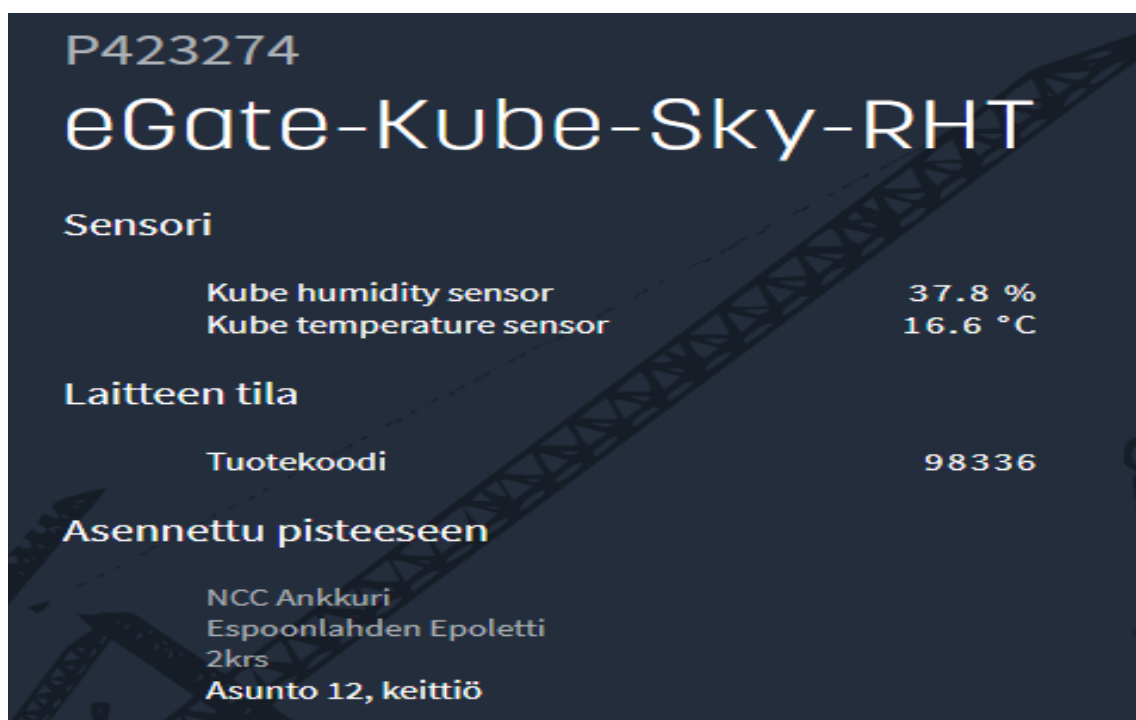 P423274
eGate-Kube-Sky-RHT
Sensori
Kube humidity sensor 37.8 %
Kube temperature sensor 16.6 °C
Laitteen tila
Tuotekoodi 98336
Asennettu pisteeseen
NCC Ankkuri
Espoonlahden Epoletti
2krs
Asunto 12, keittiö